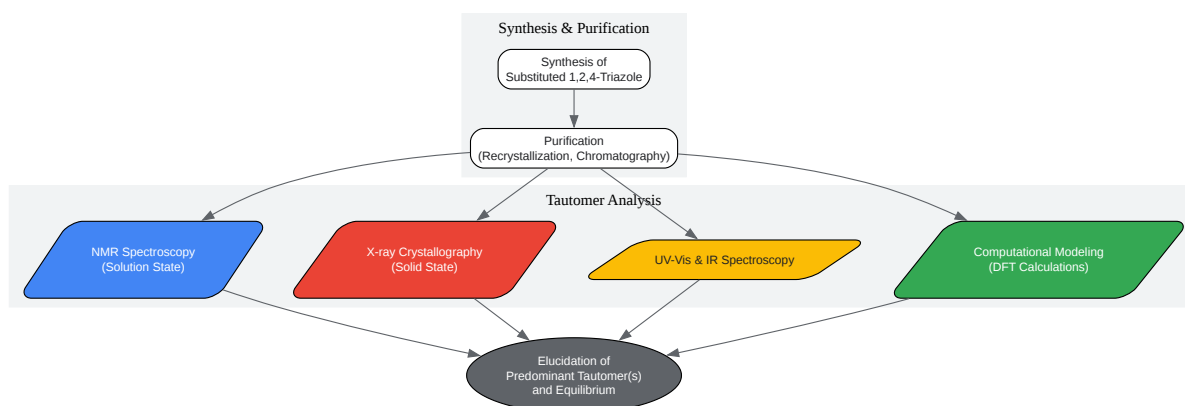 Synthesis & Purification
Synthesis of
Substituted 1,2,4-Triazole
Purification
(Recrystallization, Chromatography)
Tautomer Analysis
NMR Spectroscopy
(Solution State)
X-ray Crystallography
(Solid State)
UV-Vis & IR Spectroscopy
Computational Modeling
(DFT Calculations)
Elucidation of
Predominant Tautomer(s)
and Equilibrium